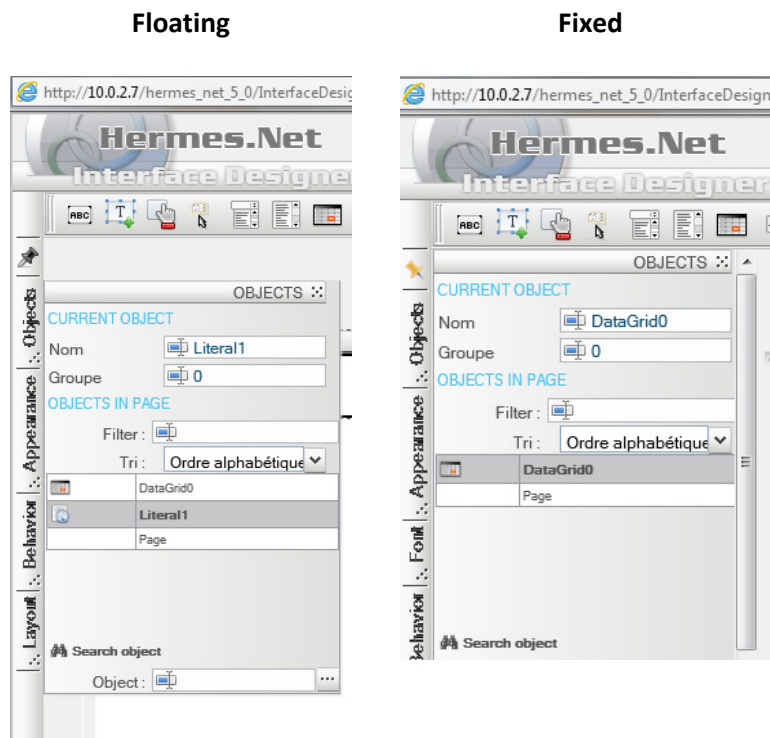 Floating
http://10.0.2.7/hermes_net_5_0/InterfaceDesig
Hermes.Net
Interface Designe
ABC T
OBJECTS
CURRENT OBJECT
Nom Literal1
Groupe 0
OBJECTS IN PAGE
Filter :
Tri : Ordre alphabétique
DataGrid0
Literal1
Page
Search object
Object : ...
Objects
Appearance
Behavior
Layout
Fixed
http://10.0.2.7/hermes_net_5_0/InterfaceDesign
Hermes.Net
Interface Designer
ABC T
OBJECTS
CURRENT OBJECT
Nom DataGrid0
Groupe 0
OBJECTS IN PAGE
Filter :
Tri : Ordre alphabétique
DataGrid0
Page
Search object
Objects
Appearance
Font
Behavior